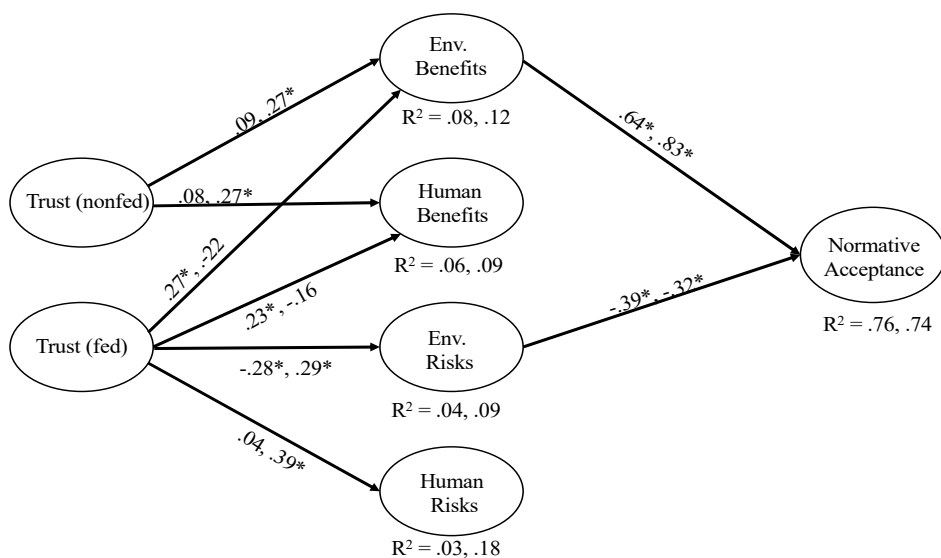 Env.
Benefits
R² = .08, .12
.09, .27*
.64*, .83*
Trust (nonfed)
.08, .27*
Human
Benefits
R² = .06, .09
Normative
Acceptance
R² = .76, .74
.27*, .-22
.23*, -.16
-.39*, -.32*
Trust (fed)
-.28*, .29*
Env.
Risks
R² = .04, .09
.04, .39*
Human
Risks
R² = .03, .18